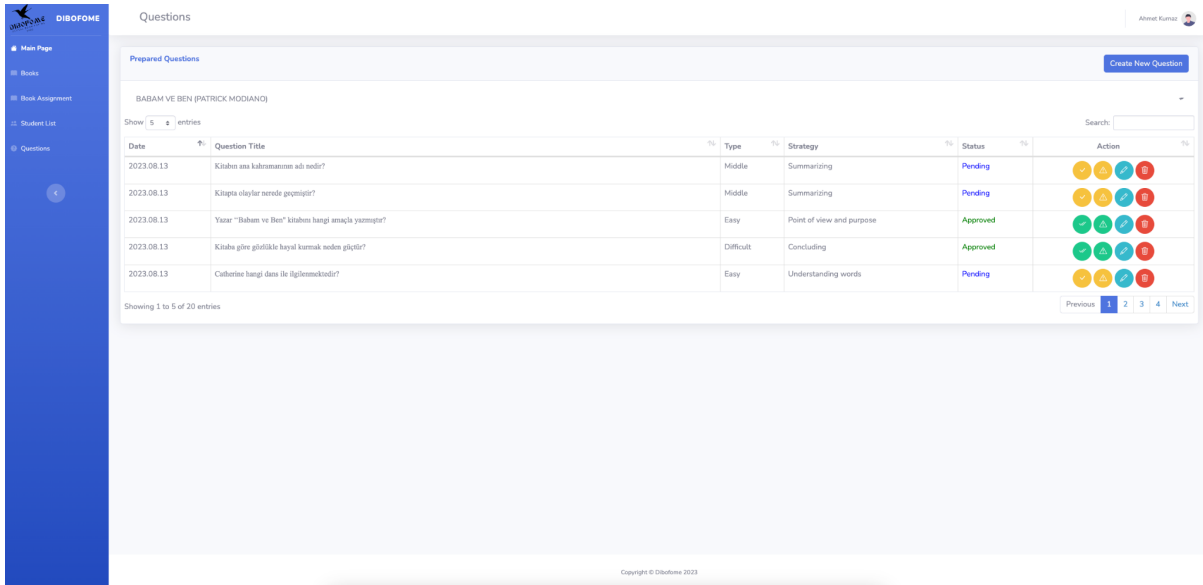 DIBOFOME DIBOFOME
Questions
Ahmet Kurnaz
Main Page
Books
Book Assignment
Student List
Questions
Prepared Questions
Create New Question
BABAM VE BEN (PATRICK MODIANO)
Show 5 entries
Search:
Date Question Title Type Strategy Status Action
2023.08.13 Kitabın ana kahramanının adı nedir? Middle Summarizing Pending
2023.08.13 Kitapta olaylar nerede geçmiştir? Middle Summarizing Pending
2023.08.13 Yazar "Babam ve Ben" kitabını hangi amaçla yazmıştır? Easy Point of view and purpose Approved
2023.08.13 Kitaba göre gözlükle hayal kurmak neden güçtür? Difficult Concluding Approved
2023.08.13 Catherine hangi dans ile ilgilenmektedir? Easy Understanding words Pending
Showing 1 to 5 of 20 entries
Previous 1 2 3 4 Next
Copyright © Dibofome 2023